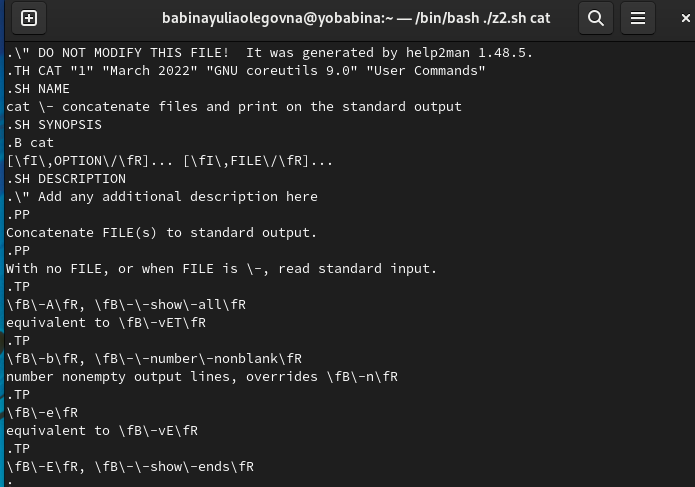 babinayuliaolegovna@yobabina:~ — /bin/bash ./z2.sh cat
.\" DO NOT MODIFY THIS FILE!  It was generated by help2man 1.48.5.
.TH CAT "1" "March 2022" "GNU coreutils 9.0" "User Commands"
.SH NAME
cat \- concatenate files and print on the standard output
.SH SYNOPSIS
.B cat
[\fI\,OPTION\/\fR]... [\fI\,FILE\/\fR]...
.SH DESCRIPTION
.\" Add any additional description here
.PP
Concatenate FILE(s) to standard output.
.PP
With no FILE, or when FILE is \-, read standard input.
.TP
\fB\-A\fR, \fB\-\-show\-all\fR
equivalent to \fB\-vET\fR
.TP
\fB\-b\fR, \fB\-\-number\-nonblank\fR
number nonempty output lines, overrides \fB\-n\fR
.TP
\fB\-e\fR
equivalent to \fB\-vE\fR
.TP
\fB\-E\fR, \fB\-\-show\-ends\fR